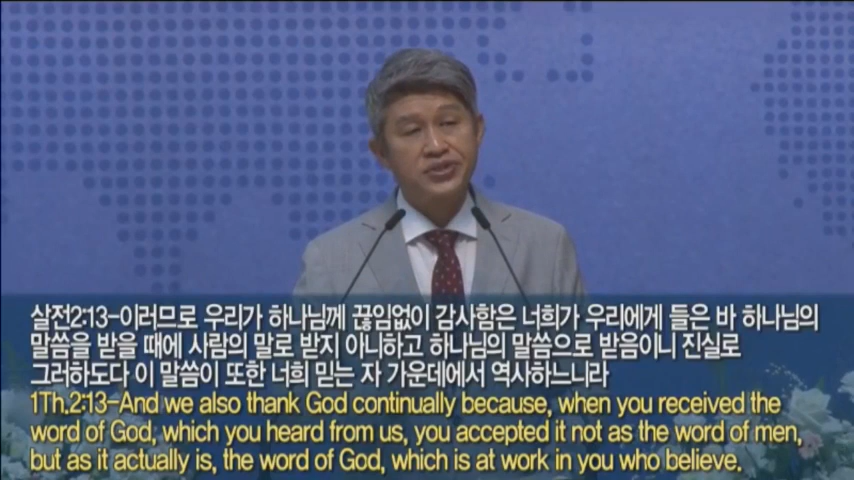 살전2:13-이러므로 우리가 하나님께 끊임없이 감사함은 너희가 우리에게 들은 바 하나님의
말씀을 받을 때에 사람의 말로 받지 아니하고 하나님의 말씀으로 받음이니 진실로
그러하도다 이 말씀이 또한 너희 믿는 자 가운데에서 역사하느니라
1Th.2:13-And we also thank God continually because, when you received the
word of God, which you heard from us, you accepted it not as the word of men,
but as it actually is, the word of God, which is at work in you who believe.